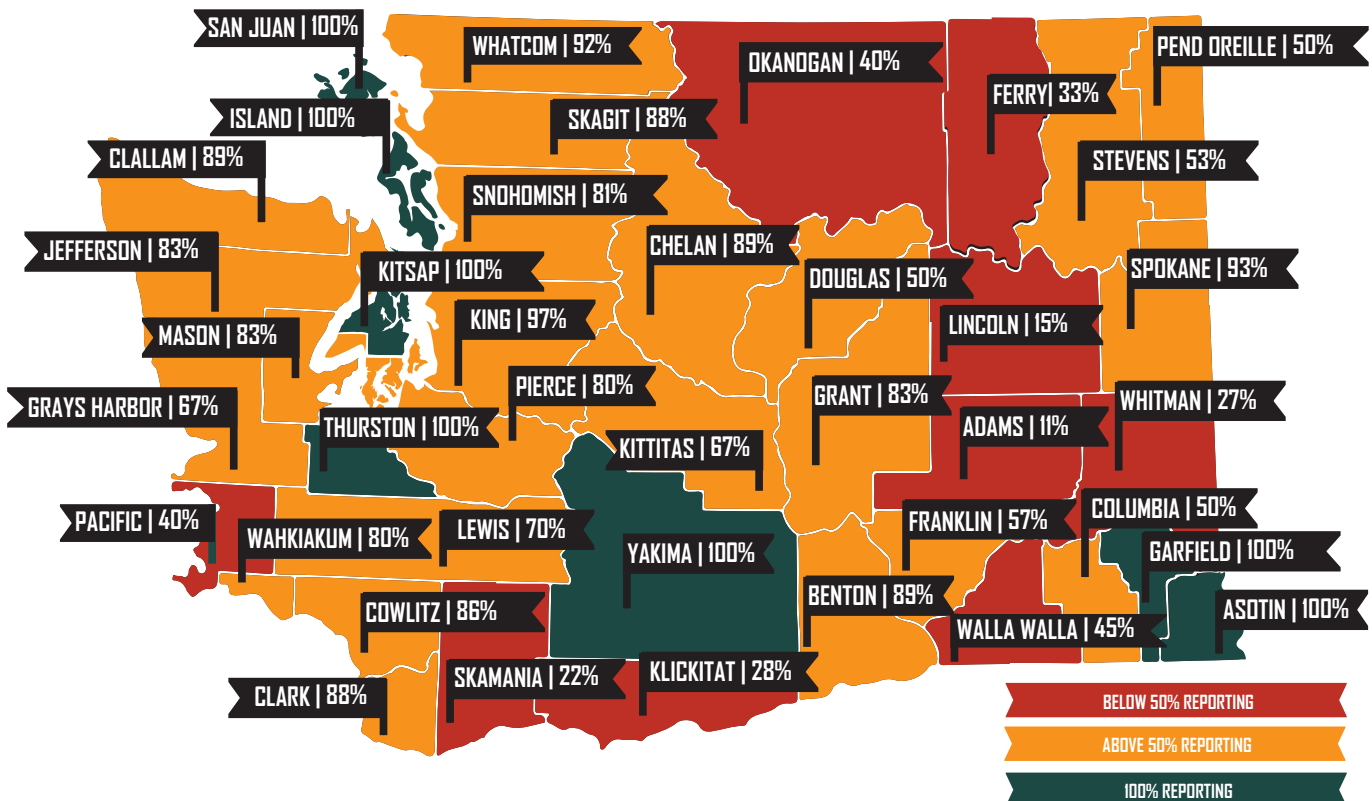 SAN JUAN | 100%
WHATCOM | 92%
OKANOGAN | 40%
PEND OREILLE | 50%
FERRY| 33%
ISLAND | 100%
SKAGIT | 88%
CLALLAM | 89%
STEVENS | 53%
SNOHOMISH | 81%
JEFFERSON | 83%
CHELAN | 89%
KITSAP | 100%
DOUGLAS | 50%
SPOKANE | 93%
MASON | 83%
KING | 97%
LINCOLN | 15%
PIERCE | 80%
GRANT | 83%
WHITMAN | 27%
GRAYS HARBOR | 67%
THURSTON | 100%
ADAMS | 11%
KITTITAS | 67%
COLUMBIA | 50%
PACIFIC | 40%
WAHKIAKUM | 80%
LEWIS | 70%
FRANKLIN | 57%
YAKIMA | 100%
GARFIELD | 100%
BENTON | 89%
COWLITZ | 86%
ASOTIN | 100%
WALLA WALLA | 45%
SKAMANIA | 22%
KLICKITAT | 28%
CLARK | 88%
BELOW 50% REPORTING
ABOVE 50% REPORTING
100% REPORTING